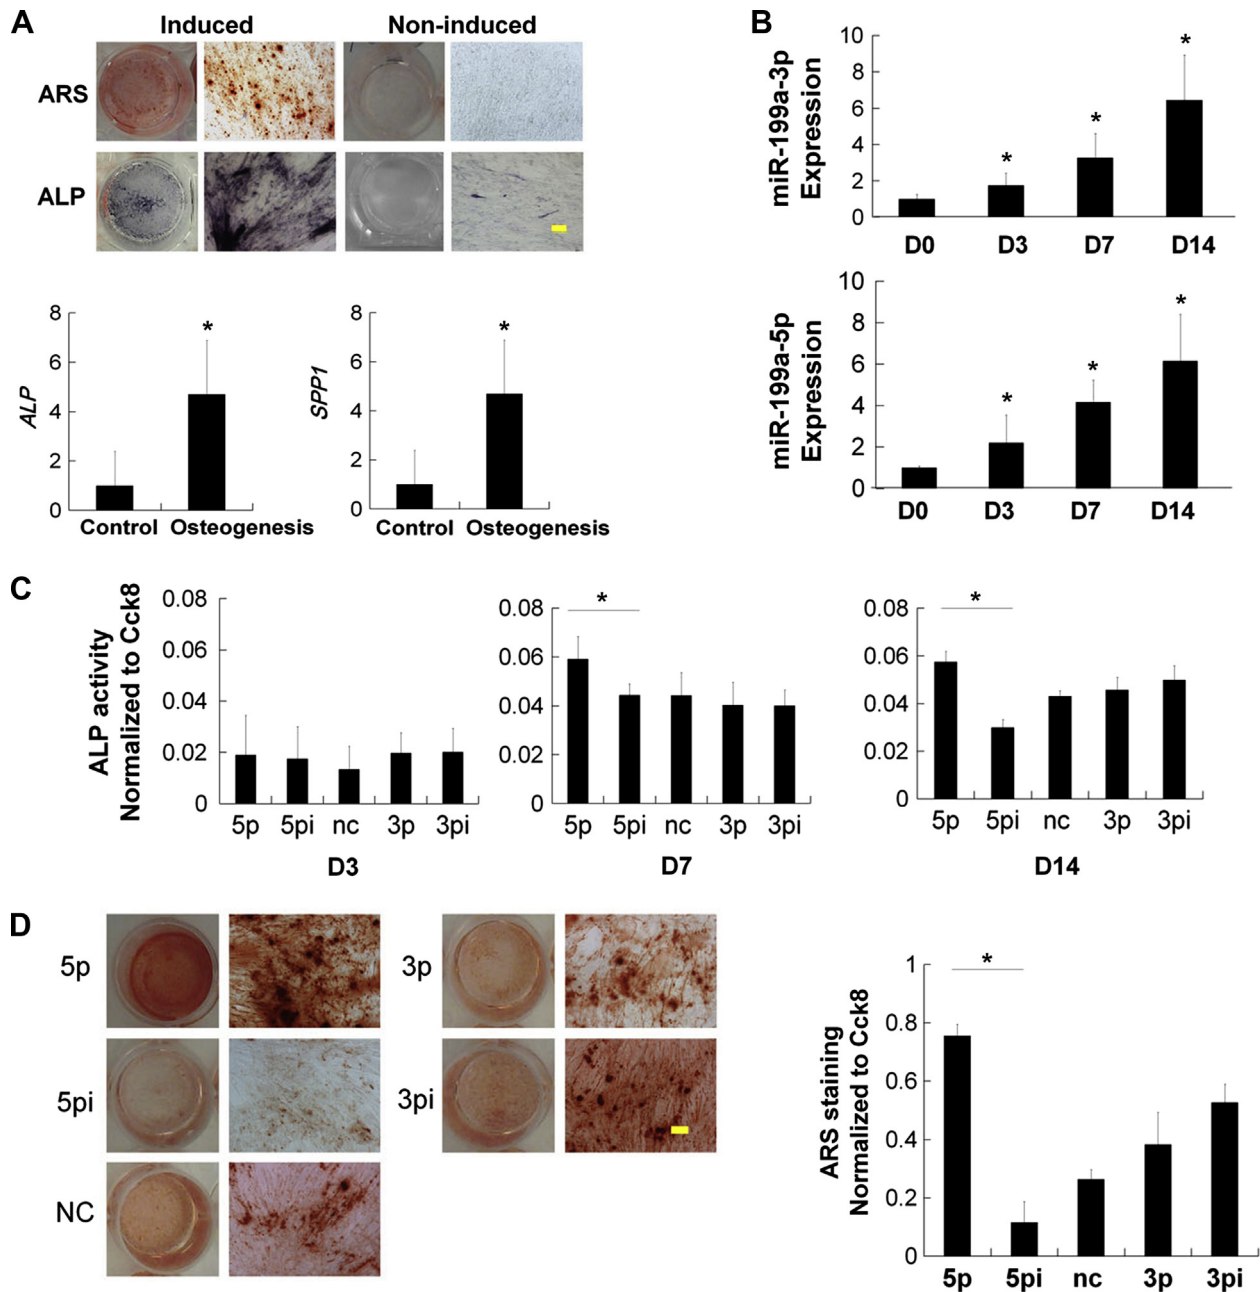 A
Induced
Non-induced
ARS
ALP
8
6
4
2
0
ALP
*
Control Osteogenesis
8
6
4
2
0
SPP1
*
Control Osteogenesis
B
miR-199a-3p
Expression
10
8
6
4
2
0
*
*
*
D0 D3 D7 D14
miR-199a-5p
Expression
10
8
6
4
2
0
*
*
*
D0 D3 D7 D14
C
ALP activity
Normalized to Cck8
0.08
0.06
0.04
0.02
0
5p 5pi nc 3p 3pi
D3
0.08
0.06
0.04
0.02
0
*
5p 5pi nc 3p 3pi
D7
0.08
0.06
0.04
0.02
0
*
5p 5pi nc 3p 3pi
D14
D
5p
3p
5pi
3pi
NC
ARS staining
Normalized to Cck8
1
0.8
0.6
0.4
0.2
0
*
5p 5pi nc 3p 3pi